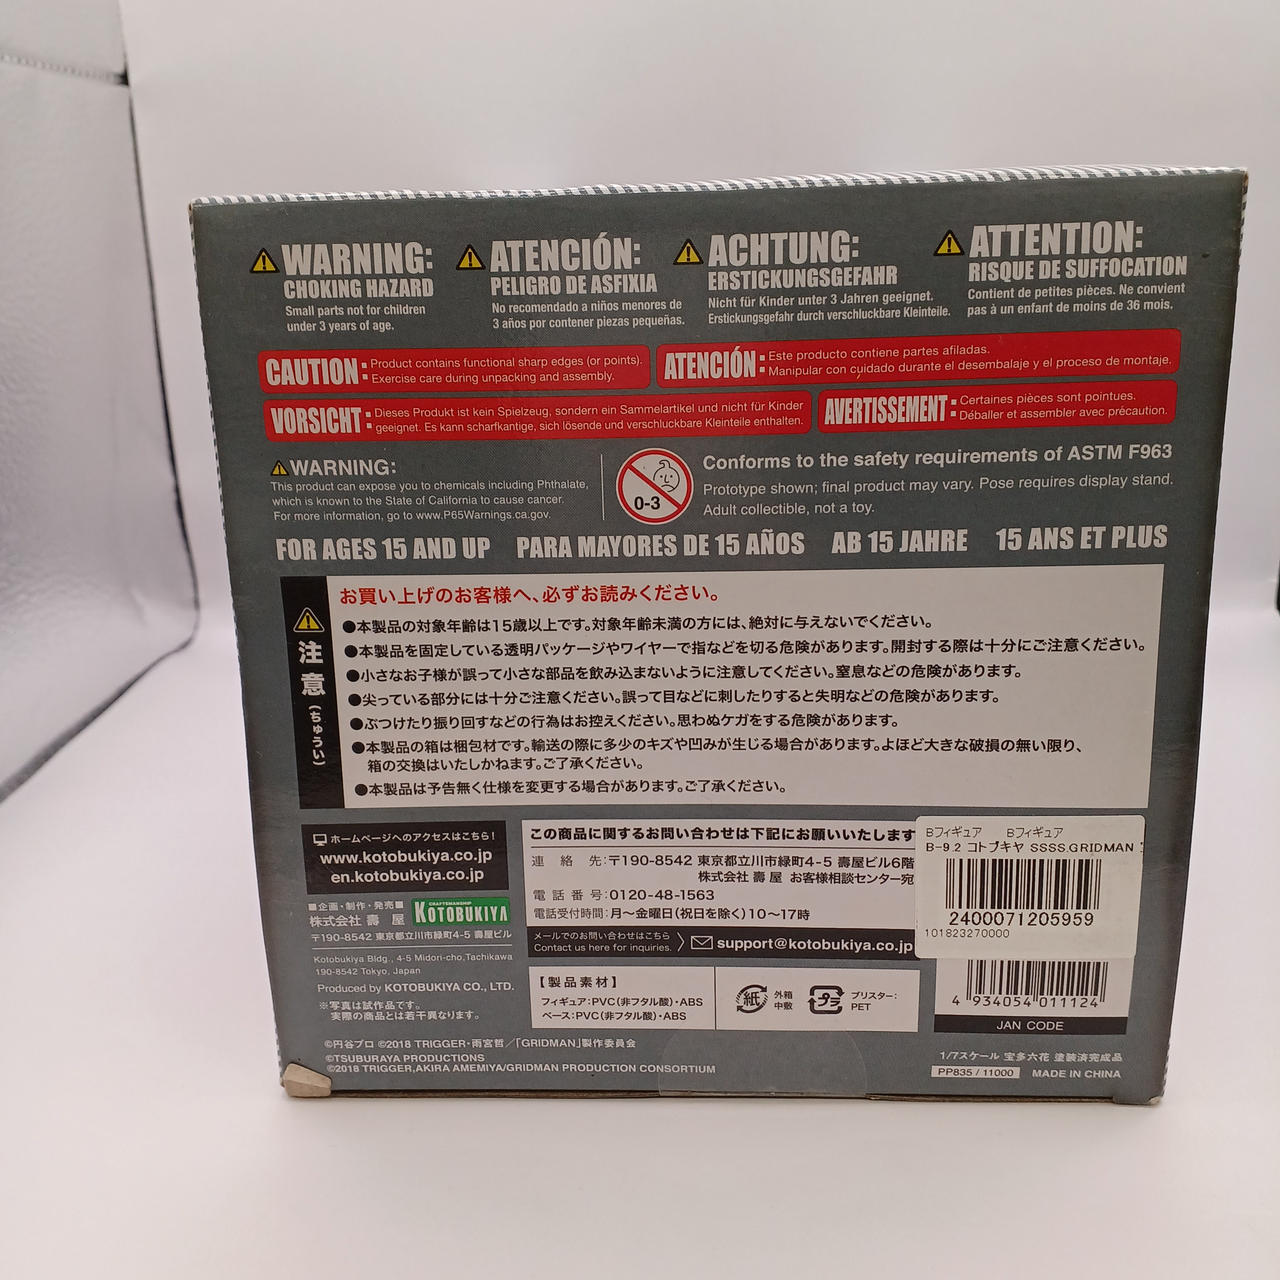 WARNING:
CHOKING HAZARD
Small parts not for children
under 3 years of age.
ATENCIÓN:
PELIGRO DE ASFIXIA
No recomendado a niños menores de
3 años por contener piezas pequeñas.
ACHTUNG:
ERSTICKUNGSGEFAHR
Nicht für Kinder unter 3 Jahren geeignet.
Erstickungsgefahr durch verschluckbare Kleinteile.
ATTENTION:
RISQUE DE SUFFOCATION
Contient de petites pièces. Ne convient
pas à un enfant de moins de 36 mois.
CAUTION: Product contains functional sharp edges (or points).
Exercise care during unpacking and assembly.
ATENCIÓN: Este producto contiene partes afiladas.
Manipular con cuidado durante el desembalaje y el proceso de montaje.
VORSICHT: Dieses Produkt ist kein Spielzeug, sondern ein Sammelartikel und nicht für Kinder
geeignet. Es kann scharfkantige, sich lösende und verschluckbare Kleinteile enthalten.
AVERTISSEMENT: Certaines pièces sont pointues.
Déballer et assembler avec précaution.
WARNING:
This product can expose you to chemicals including Phthalate,
which is known to the State of California to cause cancer.
For more information, go to www.P65Warnings.ca.gov.
0-3
Conforms to the safety requirements of ASTM F963
Prototype shown; final product may vary. Pose requires display stand.
Adult collectible, not a toy.
FOR AGES 15 AND UP PARA MAYORES DE 15 AÑOS AB 15 JAHRE 15 ANS ET PLUS
注意(ちゅうい)
お買い上げのお客様へ、必ずお読みください。
●本製品の対象年齢は15歳以上です。対象年齢未満の方には、絶対に与えないでください。
●本製品を固定している透明パッケージやワイヤーで指などを切る危険があります。開封する際は十分にご注意ください。
●小さなお子様が誤って小さな部品を飲み込まないように注意してください。窒息などの危険があります。
●尖っている部分には十分ご注意ください。誤って目などに刺したりすると失明などの危険があります。
●ぶつけたり振り回すなどの行為はお控えください。思わぬケガをする危険があります。
●本製品の箱は梱包材です。輸送の際に多少のキズや凹みが生じる場合があります。よほど大きな破損の無い限り、
箱の交換はいたしかねます。ご了承ください。
●本製品は予告無く仕様を変更する場合があります。ご了承ください。
ホームページへのアクセスはこちら!
www.kotobukiya.co.jp
en.kotobukiya.co.jp
■企画・制作・発売■
株式会社 壽 屋
CRAFTSMANSHIP
KOTOBUKIYA
〒190-8542 東京都立川市緑町4-5 壽屋ビル
Kotobukiya Bldg., 4-5 Midori-cho,Tachikawa
190-8542 Tokyo, Japan
Produced by KOTOBUKIYA CO., LTD.
※写真は試作品です。
実際の商品とは若干異なります。
この商品に関するお問い合わせは下記にお願いいたします
連 絡 先:〒190-8542 東京都立川市緑町4-5 壽屋ビル6階
株式会社 壽 屋 お客様相談センター宛
電 話 番 号:0120-48-1563
電話受付時間:月〜金曜日(祝日を除く)10〜17時
メールでのお問い合わせはこちら
Contact us here for inquiries.
support@kotobukiya.co.jp
【製品素材】
フィギュア:PVC(非フタル酸)・ABS
ベース:PVC(非フタル酸)・ABS
紙
外箱
中敷
プラ
ブリスター:
PET
Bフィギュア Bフィギュア
B-9.2 コトブキヤ SSSS.GRIDMAN
2400071205959
101823270000
4 934054 011124
JAN CODE
©円谷プロ ©2018 TRIGGER・雨宮哲/「GRIDMAN」製作委員会
©TSUBURAYA PRODUCTIONS
©2018 TRIGGER,AKIRA AMEMIYA/GRIDMAN PRODUCTION CONSORTIUM
1/7スケール 宝多六花 塗装済完成品
PP835 / 11000 MADE IN CHINA